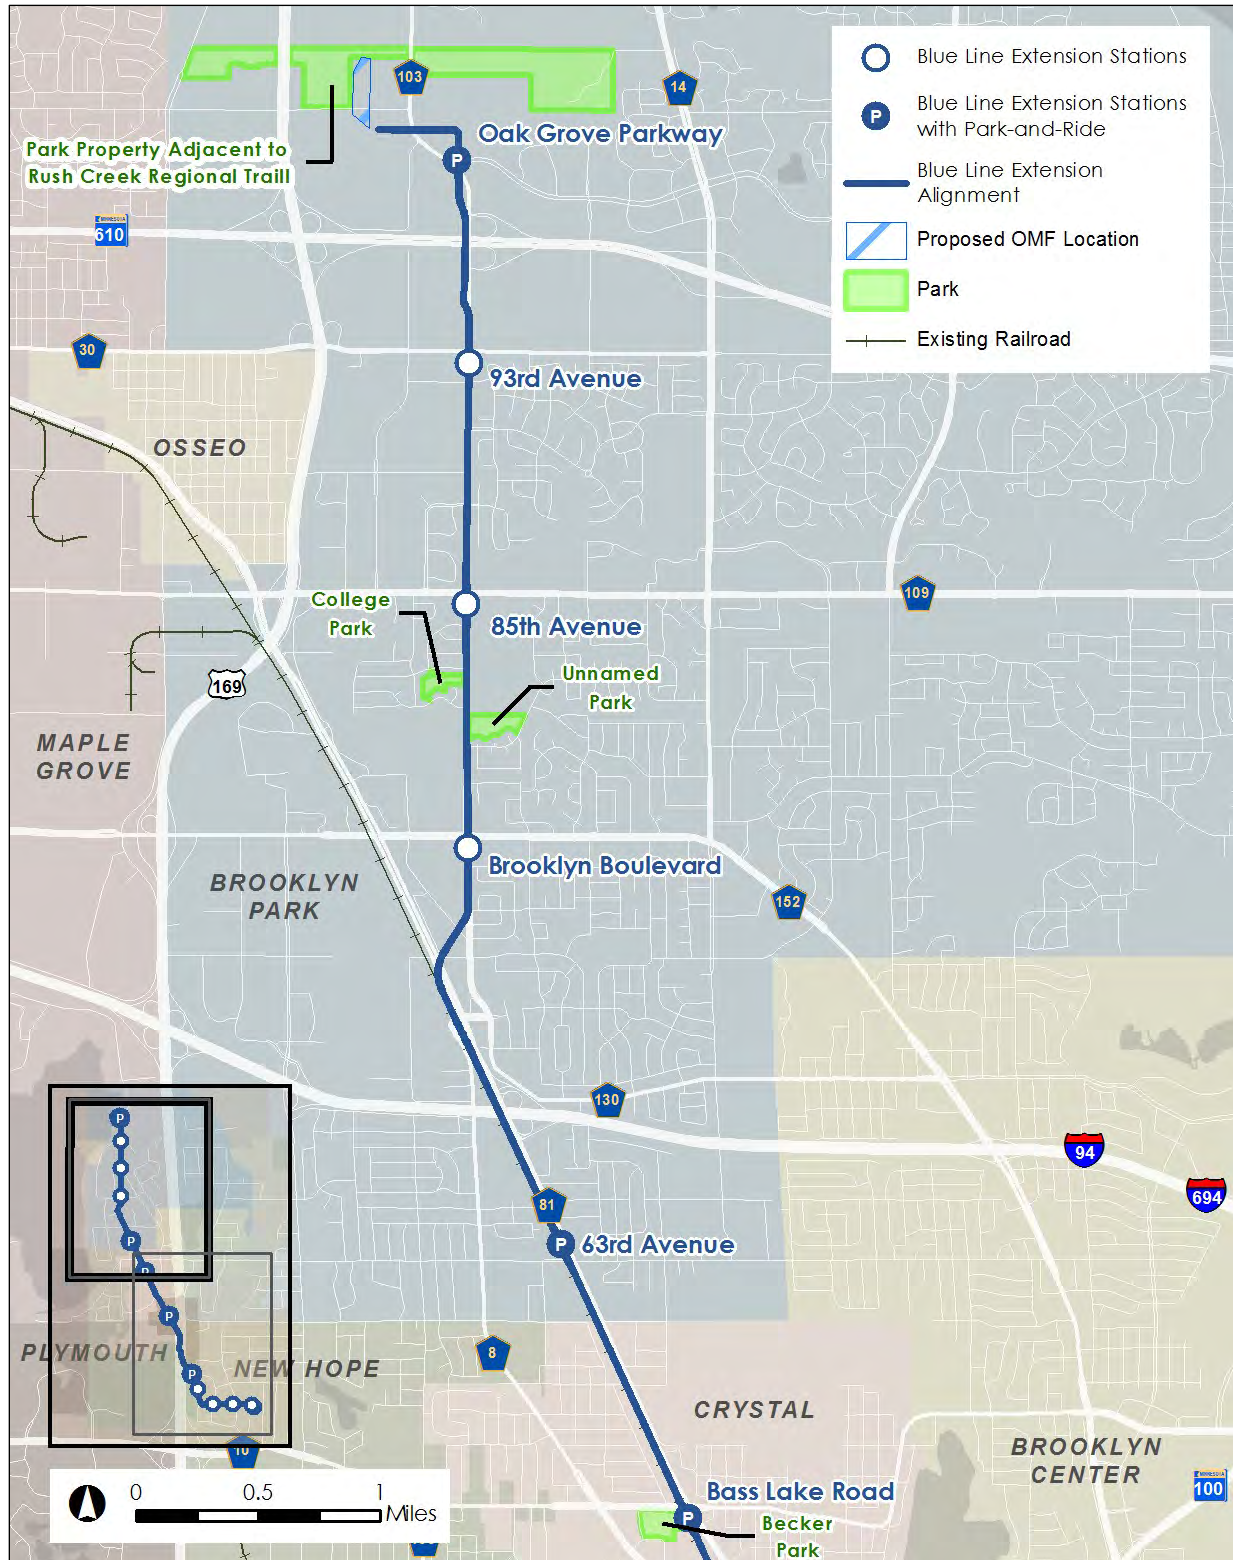 Blue Line Extension Stations
Blue Line Extension Stations
with Park-and-Ride
Blue Line Extension
Alignment
Proposed OMF Location
Park
Existing Railroad
P
103
14
Oak Grove Parkway
P
Park Property Adjacent to
Rush Creek Regional Traill
MINNESOTA
610
30
93rd Avenue
OSSEO
109
College
Park
85th Avenue
Unnamed
Park
169
MAPLE
GROVE
Brooklyn Boulevard
BROOKLYN
PARK
152
130
94
694
81
P
63rd Avenue
P
P
P
P
P
8
PLYMOUTH
NEW HOPE
CRYSTAL
BROOKLYN
CENTER
10
MINNESOTA
100
Bass Lake Road
P
Becker
Park
0 0.5 1
Miles